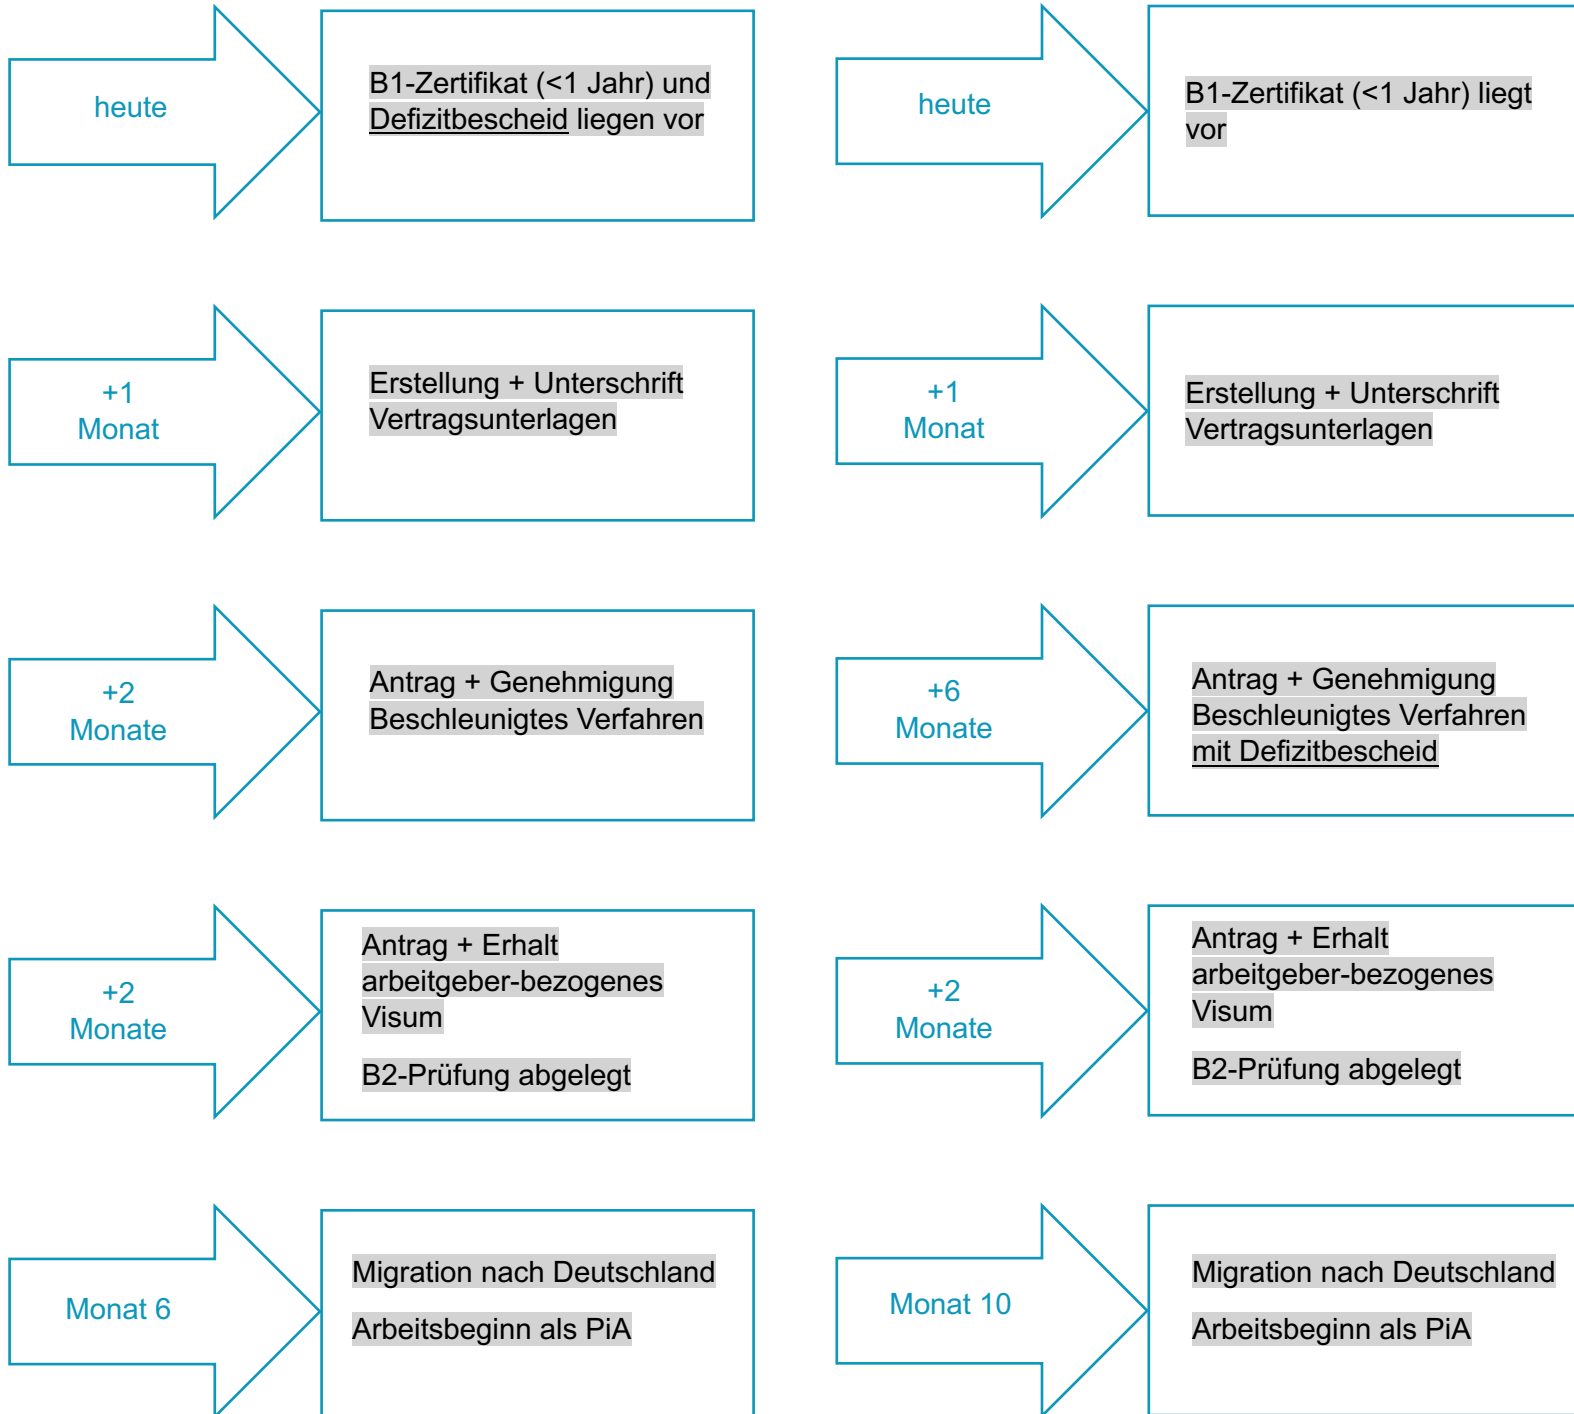 heute
B1-Zertifikat (<1 Jahr) und
Defizitbescheid liegen vor
+1
Monat
Erstellung + Unterschrift
Vertragsunterlagen
+2
Monate
Antrag + Genehmigung
Beschleunigtes Verfahren
+2
Monate
Antrag + Erhalt
arbeitgeber-bezogenes
Visum
B2-Prüfung abgelegt
Monat 6
Migration nach Deutschland
Arbeitsbeginn als PiA
heute
B1-Zertifikat (<1 Jahr) liegt
vor
+1
Monat
Erstellung + Unterschrift
Vertragsunterlagen
+6
Monate
Antrag + Genehmigung
Beschleunigtes Verfahren
mit Defizitbescheid
+2
Monate
Antrag + Erhalt
arbeitgeber-bezogenes
Visum
B2-Prüfung abgelegt
Monat 10
Migration nach Deutschland
Arbeitsbeginn als PiA